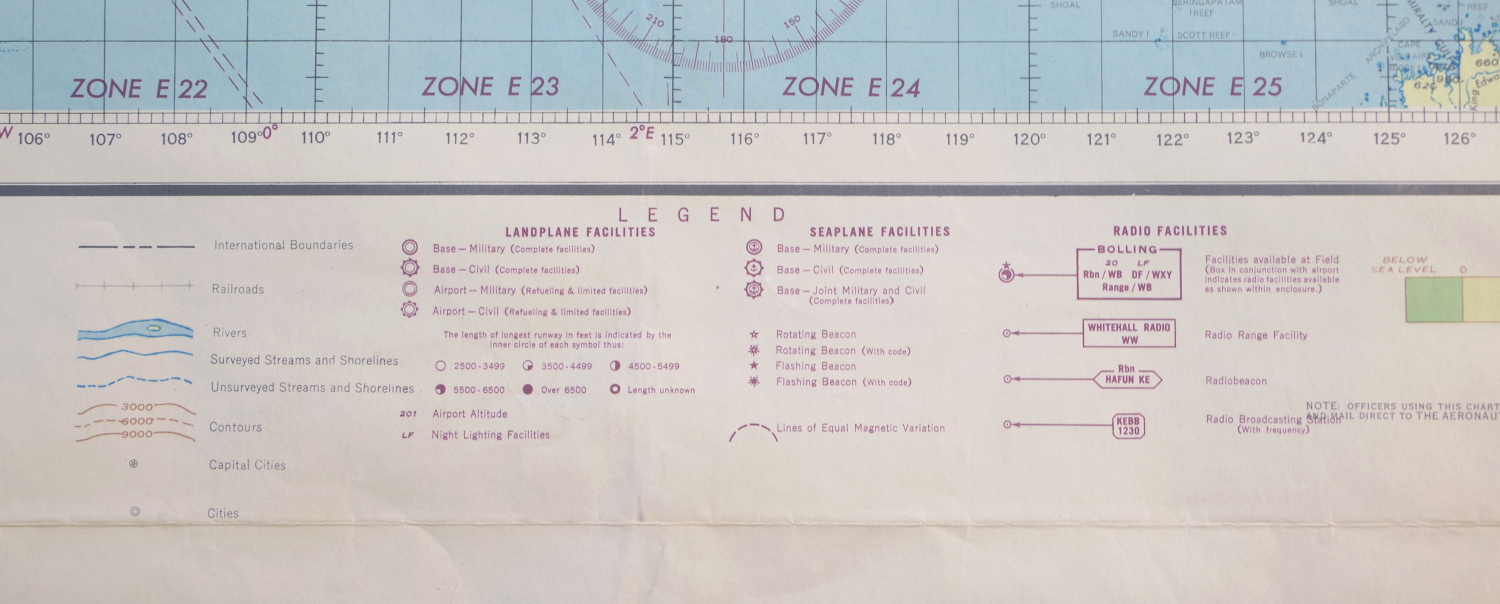 SHOAL
SERINGAPATAM
REEF
SHOAL
REEF
210
180
150
SANDY I
SCOTT REEF
BROWSE I
CAPE
BONAPARTE
660
King
Edwa
ZONE E 22
ZONE E 23
ZONE E 24
ZONE E 25
W 106° 107° 108° 109° 0° 110° 111° 112° 113° 114° 2°E 115° 116° 117° 118° 119° 120° 121° 122° 123° 124° 125° 126°
LEGEND
International Boundaries
Railroads
Rivers
Surveyed Streams and Shorelines
Unsurveyed Streams and Shorelines
3000
6000
9000
Contours
Capital Cities
Cities
LANDPLANE FACILITIES
Base — Military (Complete facilities)
Base — Civil (Complete facilities)
Airport — Military (Refueling & limited facilities)
Airport — Civil (Refueling & limited facilities)
The length of longest runway in feet is indicated by the
inner circle of each symbol thus:
2500-3499 3500-4499 4500-5499
5500-6500 Over 6500 Length unknown
201 Airport Altitude
LF Night Lighting Facilities
SEAPLANE FACILITIES
Base — Military (Complete facilities)
Base — Civil (Complete facilities)
Base — Joint Military and Civil
(Complete facilities)
Rotating Beacon
Rotating Beacon (With code)
Flashing Beacon
Flashing Beacon (With code)
Lines of Equal Magnetic Variation
RADIO FACILITIES
BOLLING
20 LF
Rbn/WB DF/WXY
Range/WB
Facilities available at Field
(Box in conjunction with airport
indicates radio facilities available
as shown within enclosure.)
WHITEHALL RADIO
WW
Radio Range Facility
Rbn
HAFUN KE
Radiobeacon
KEBB
1230
Radio Broadcasting Station
(With frequency)
BELOW
SEA LEVEL 0
NOTE: OFFICERS USING THIS CHART
AND MAIL DIRECT TO THE AERONAU